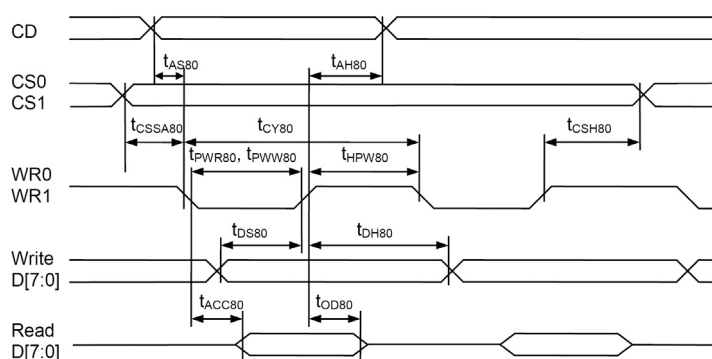 CD
tAS80
tAH80
CS0
CS1
tCSSA80
tCY80
tCSH80
tPWR80, tPWW80
tHPW80
WR0
WR1
tDS80
tDH80
Write
D[7:0]
tACC80
tOD80
Read
D[7:0]